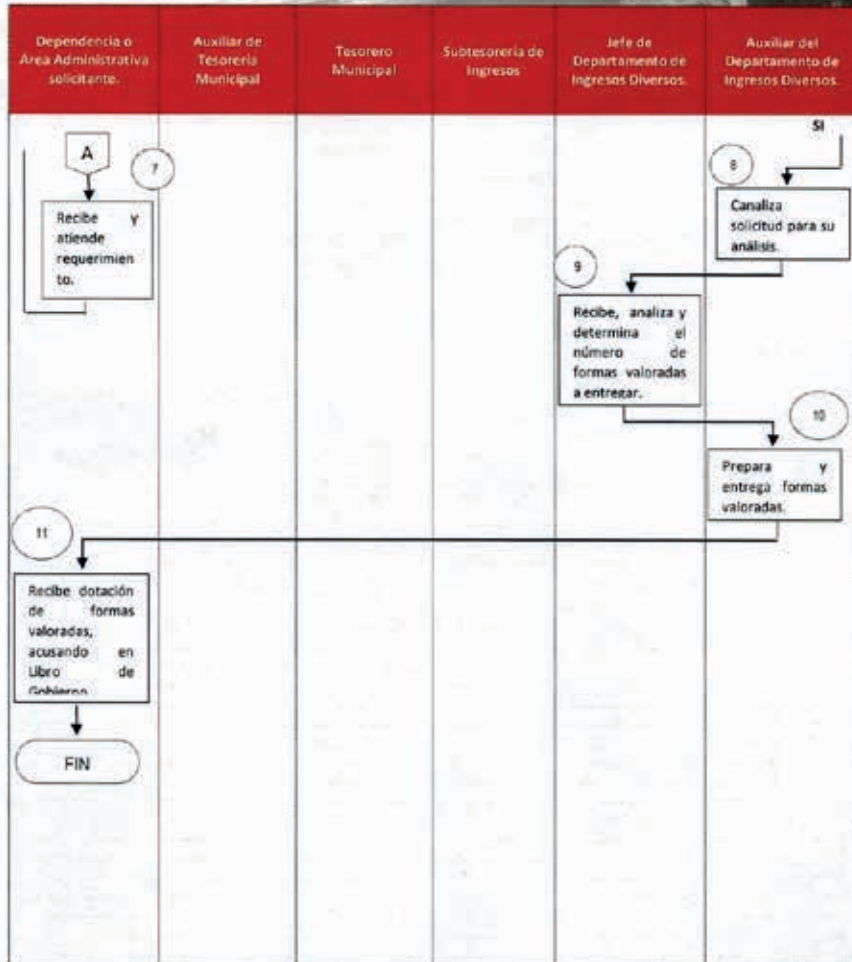 Dependencia o
Area Administrativa
solicitante.
Auxiliar de
Tesorería
Municipal
Tesorero
Municipal
Subtesorería de
Ingresos
Jefe de
Departamento de
Ingresos Diversos.
Auxiliar del
Departamento de
Ingresos Diversos.
SI
A
7
Recibe y
atiende
requerimien
to.
8
Canaliza
solicitud para su
análisis.
9
Recibe, analiza y
determina el
número de
formas valoradas
a entregar.
10
Prepara y
entrega formas
valoradas.
11
Recibe dotación
de formas
valoradas,
acusando en
Libro de
Gobierno
FIN